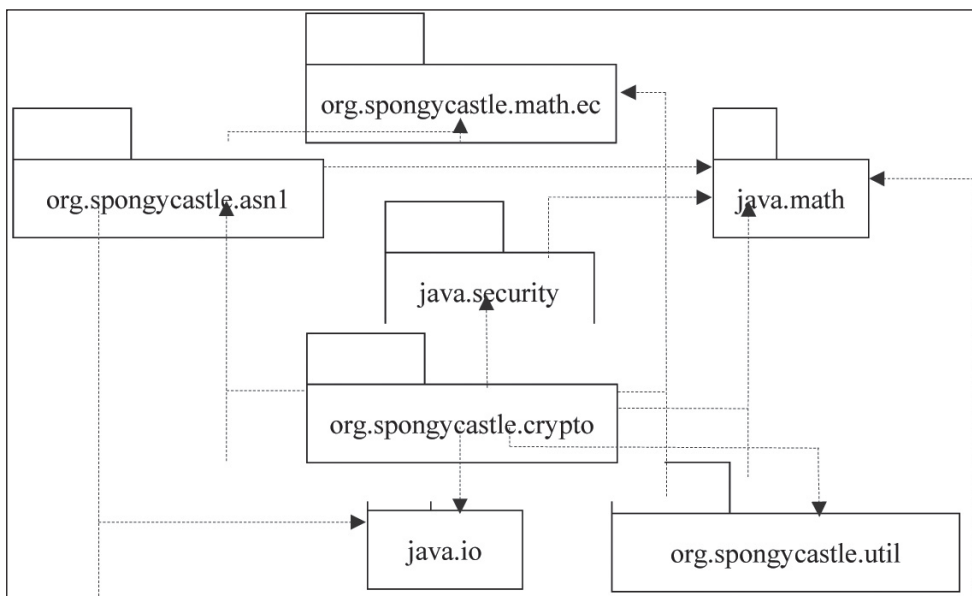 org.spongycastle.math.ec
org.spongycastle.asn1
java.math
java.security
org.spongycastle.crypto
java.io
org.spongycastle.util